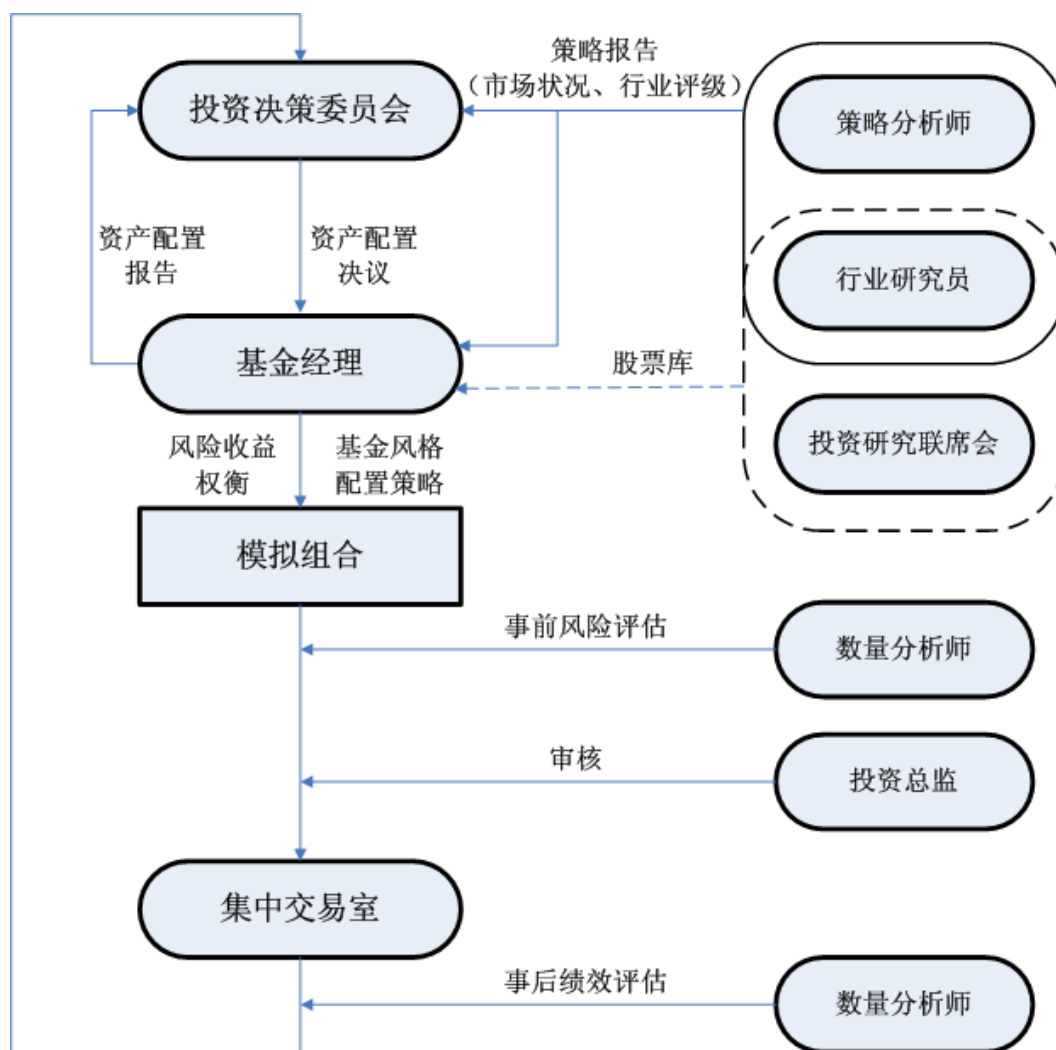 策略报告
（市场状况、行业评级）
投资决策委员会
策略分析师
资产配置
报告
资产配置
决议
行业研究员
基金经理
股票库
风险收益
权衡
基金风格
配置策略
投资研究联席会
模拟组合
事前风险评估
数量分析师
审核
投资总监
集中交易室
事后绩效评估
数量分析师